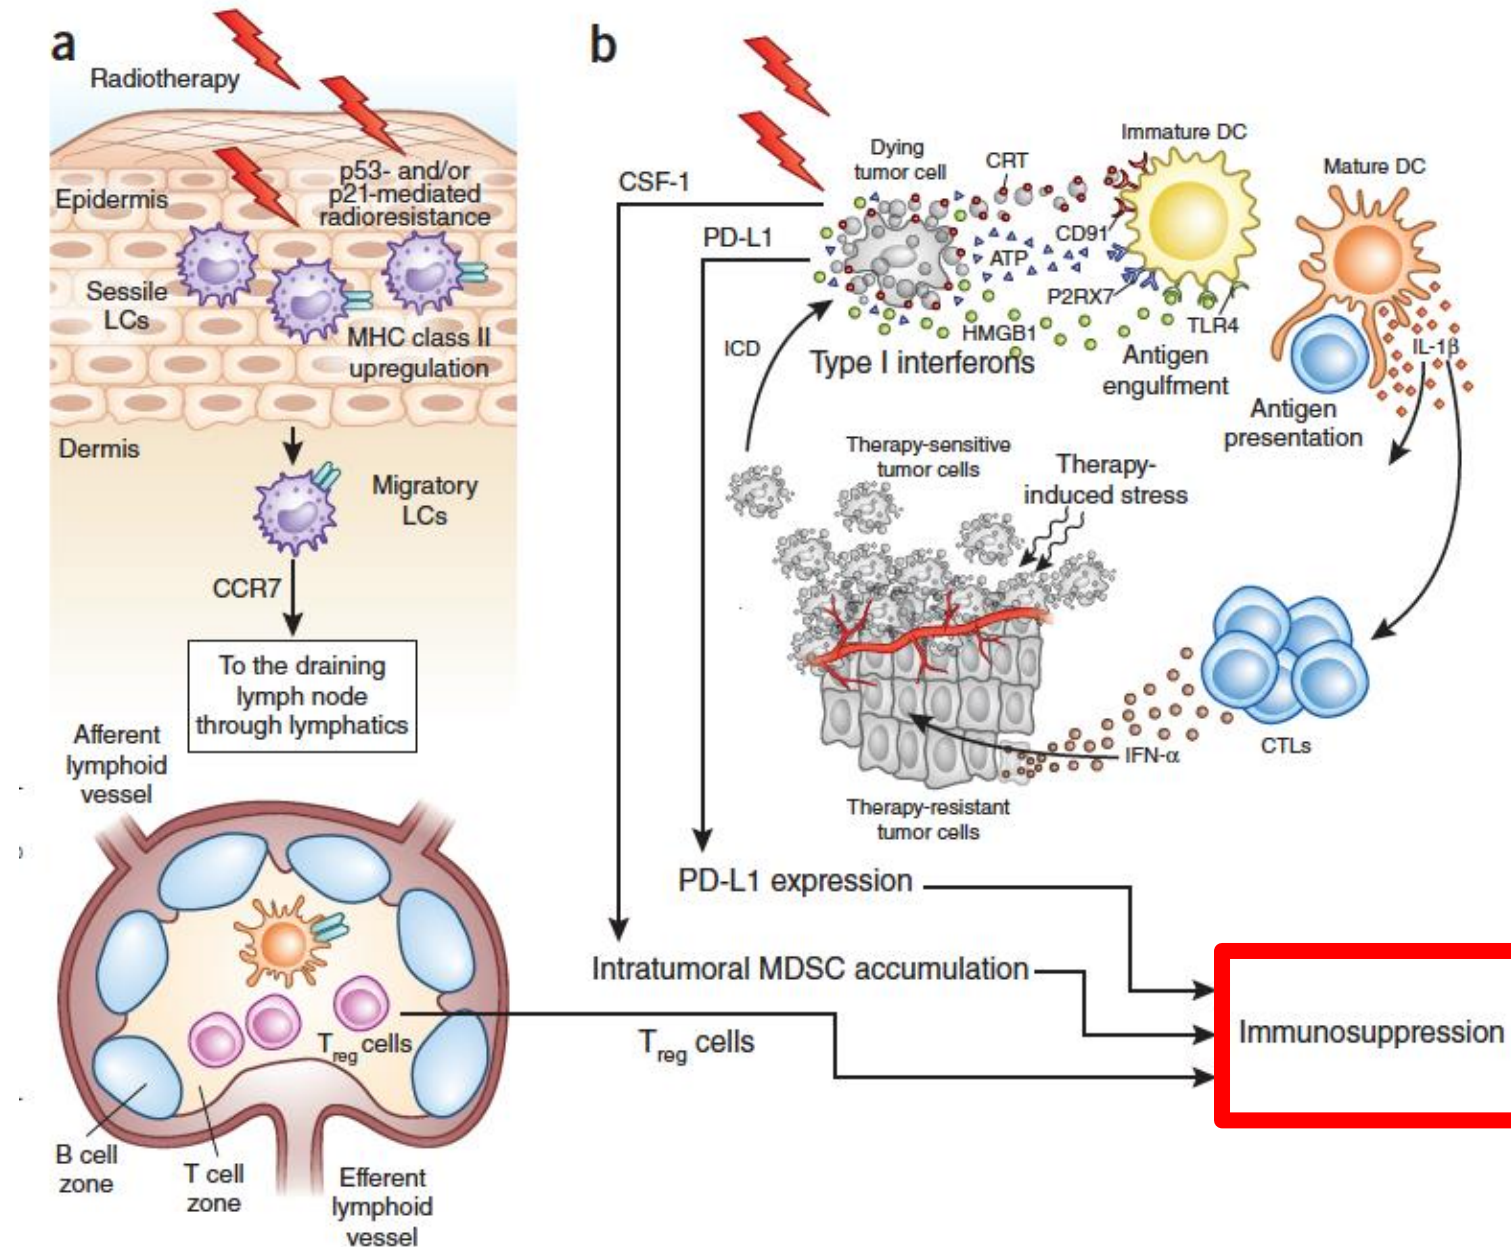 a
Radiotherapy
p53- and/or
p21-mediated
radioresistance
Epidermis
Sessile
LCs
MHC class II
upregulation
Dermis
Migratory
LCs
CCR7
To the draining
lymph node
through lymphatics
Afferent
lymphoid
vessel
Treg cells
B cell
zone
T cell
zone
Efferent
lymphoid
vessel
b
CSF-1
PD-L1
Dying
tumor cell
CRT
Immature DC
Mature DC
CD91
ATP
P2RX7
HMGB1
TLR4
IL-1β
ICD
Type I interferons
Antigen
engulfment
Antigen
presentation
Therapy-sensitive
tumor cells
Therapy-
induced stress
CTLs
IFN-α
Therapy-resistant
tumor cells
PD-L1 expression
Intratumoral MDSC accumulation
Treg cells
Immunosuppression